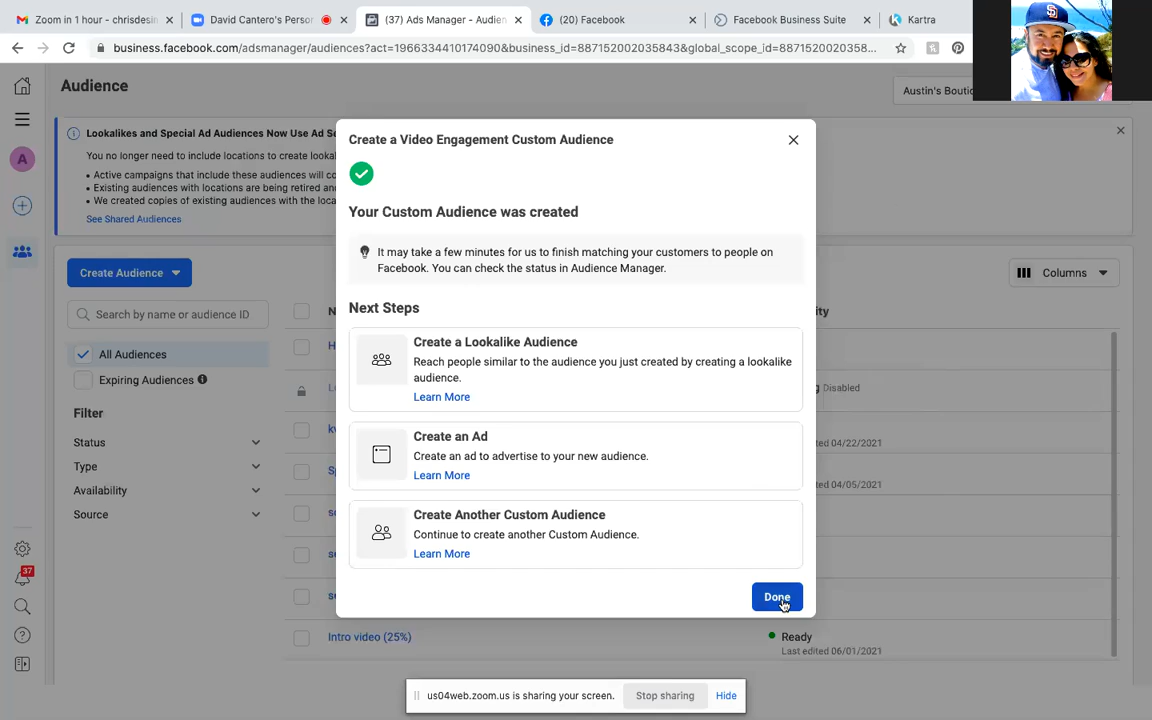 Zoom in 1 hour - chrisdesin
David Cantero's Person
(37) Ads Manager - Audien
(20) Facebook
Facebook Business Suite
Kartra
business.facebook.com/adsmanager/audiences?act=1966334410174090&business_id=887152002035843&global_scope_id=8871520020358...
Audience
Austin's Boutiq
Lookalikes and Special Ad Audiences Now Use Ad Se
You no longer need to include locations to create lookal
• Active campaigns that include these audiences will co
• Existing audiences with locations are being retired and
• We created copies of existing audiences with the loca
See Shared Audiences
A
Create Audience
Columns
Search by name or audience ID
All Audiences
Expiring Audiences
Filter
Status
Type
Availability
Source
37
Disabled
ted 04/22/2021
ted 04/05/2021
Intro video (25%)
Ready
Last edited 06/01/2021
Create a Video Engagement Custom Audience
Your Custom Audience was created
It may take a few minutes for us to finish matching your customers to people on
Facebook. You can check the status in Audience Manager.
Next Steps
Create a Lookalike Audience
Reach people similar to the audience you just created by creating a lookalike
audience.
Learn More
Create an Ad
Create an ad to advertise to your new audience.
Learn More
Create Another Custom Audience
Continue to create another Custom Audience.
Learn More
Done
us04web.zoom.us is sharing your screen.
Stop sharing
Hide